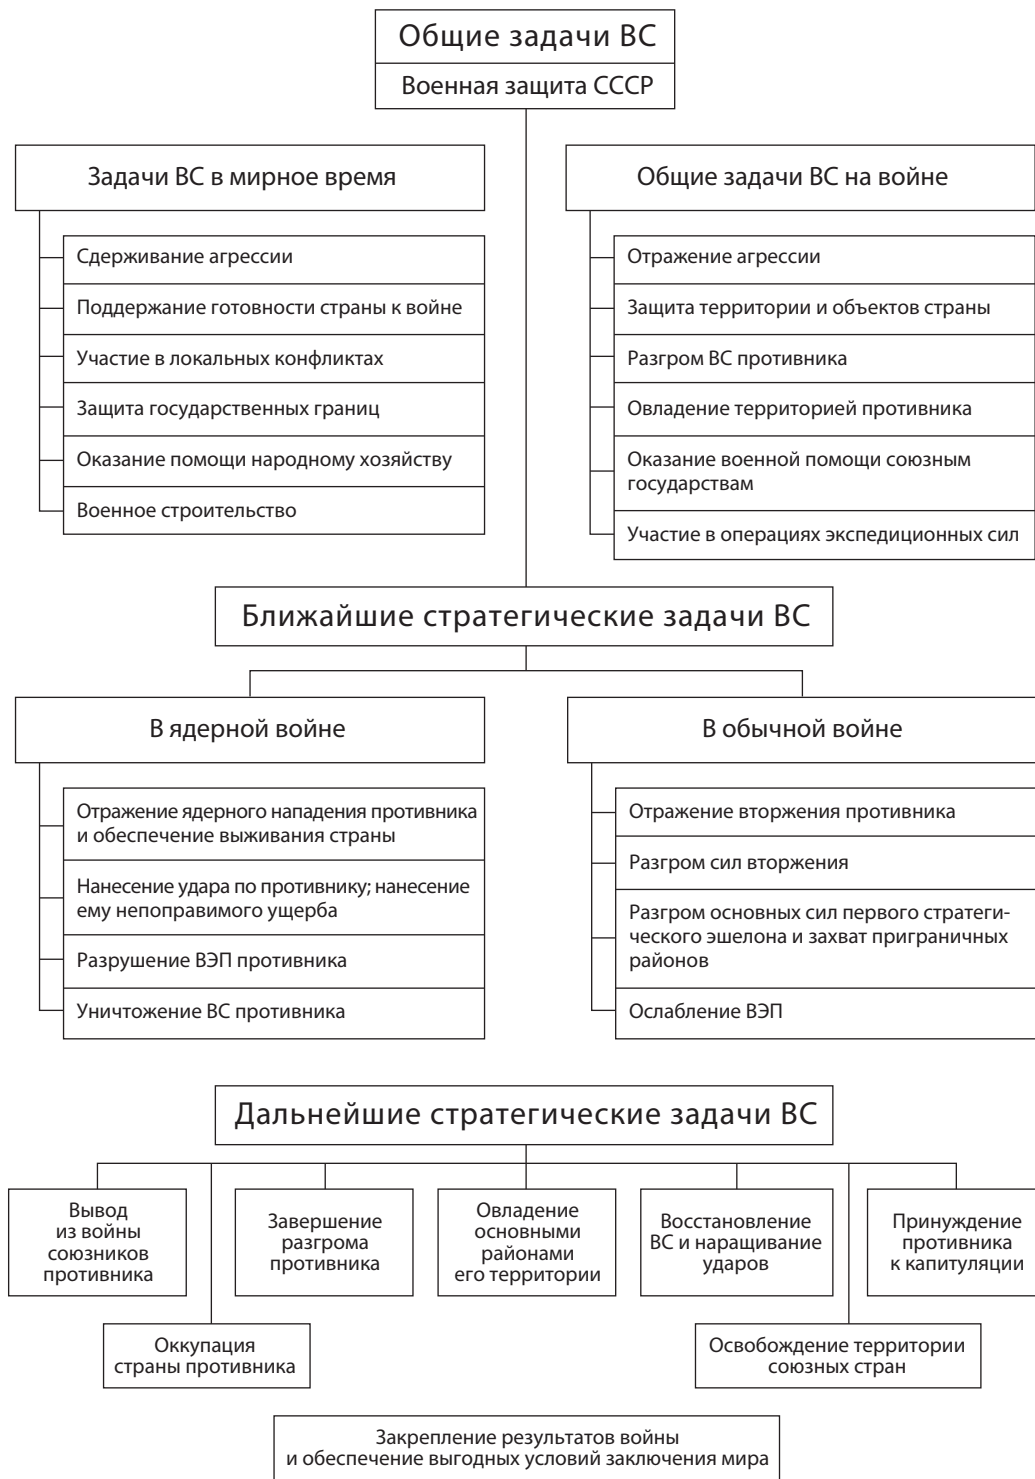 Общие задачи ВС
Военная защита СССР
Задачи ВС в мирное время
Сдерживание агрессии
Поддержание готовности страны к войне
Участие в локальных конфликтах
Защита государственных границ
Оказание помощи народному хозяйству
Военное строительство
Общие задачи ВС на войне
Отражение агрессии
Защита территории и объектов страны
Разгром ВС противника
Овладение территорией противника
Оказание военной помощи союзным
государствам
Участие в операциях экспедиционных сил
Ближайшие стратегические задачи ВС
В ядерной войне
Отражение ядерного нападения противника
и обеспечение выживания страны
Нанесение удара по противнику; нанесение
ему непоправимого ущерба
Разрушение ВЭП противника
Уничтожение ВС противника
В обычной войне
Отражение вторжения противника
Разгром сил вторжения
Разгром основных сил первого стратеги-
ческого эшелона и захват приграничных
районов
Ослабление ВЭП
Дальнейшие стратегические задачи ВС
Вывод
из войны
союзников
противника
Завершение
разгрома
противника
Овладение
основными
районами
его территории
Восстановление
ВС и наращивание
ударов
Принуждение
противника
к капитуляции
Оккупация
страны противника
Освобождение территории
союзных стран
Закрепление результатов войны
и обеспечение выгодных условий заключения мира